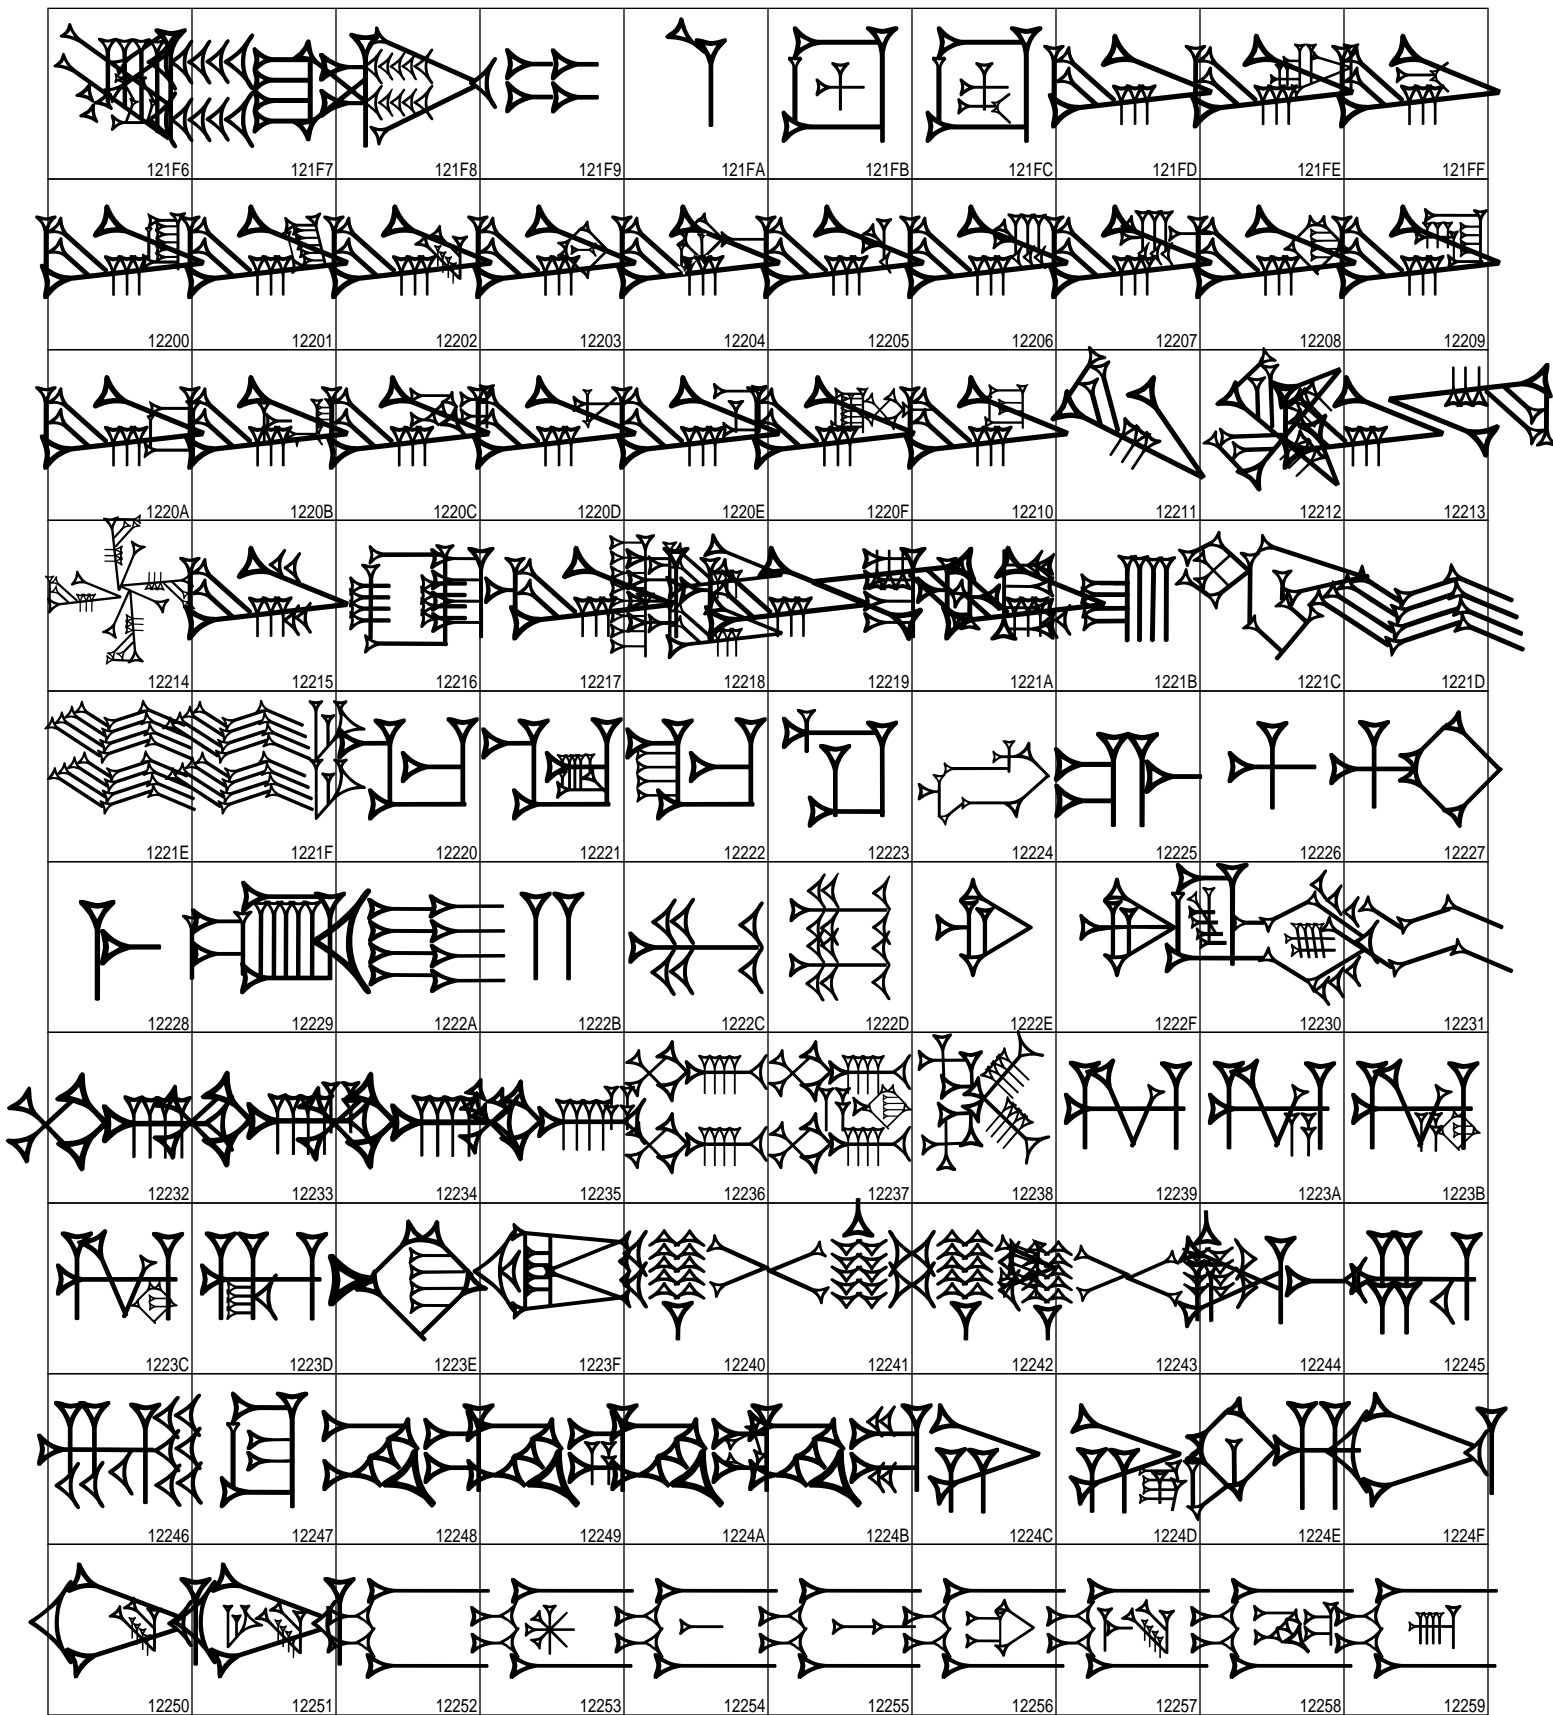 𒇶 𒇷 𒇸 𒇹 𒇺 𒇻 𒇼 𒇽 𒇾 𒇿
121F6 121F7 121F8 121F9 121FA 121FB 121FC 121FD 121FE 121FF
𒈀 𒈁 𒈂 𒈃 𒈄 𒈅 𒈆 𒈇 𒈈 𒈉
12200 12201 12202 12203 12204 12205 12206 12207 12208 12209
𒈊 𒈋 𒈌 𒈍 𒈎 𒈏 𒈐 𒈑 𒈒 𒈓
1220A 1220B 1220C 1220D 1220E 1220F 12210 12211 12212 12213
𒈔 𒈕 𒈖 𒈗 𒈘 𒈙 𒈚 𒈛 𒈜 𒈝
12214 12215 12216 12217 12218 12219 1221A 1221B 1221C 1221D
𒈞 𒈟 𒈠 𒈡 𒈢 𒈣 𒈤 𒈥 𒈦 𒈧
1221E 1221F 12220 12221 12222 12223 12224 12225 12226 12227
𒈨 𒈩 𒈪 𒈫 𒈬 𒈭 𒈮 𒈯 𒈰 𒈱
12228 12229 1222A 1222B 1222C 1222D 1222E 1222F 12230 12231
𒈲 𒈳 𒈴 𒈵 𒈶 𒈷 𒈸 𒈹 𒈺 𒈻
12232 12233 12234 12235 12236 12237 12238 12239 1223A 1223B
𒈼 𒈽 𒈾 𒈿 𒉀 𒉁 𒉂 𒉃 𒉄 𒉅
1223C 1223D 1223E 1223F 12240 12241 12242 12243 12244 12245
𒉆 𒉇 𒉈 𒉉 𒉊 𒉋 𒉌 𒉍 𒉎 𒉏
12246 12247 12248 12249 1224A 1224B 1224C 1224D 1224E 1224F
𒉐 𒉑 𒉒 𒉓 𒉔 𒉕 𒉖 𒉗 𒉘 𒉙
12250 12251 12252 12253 12254 12255 12256 12257 12258 12259